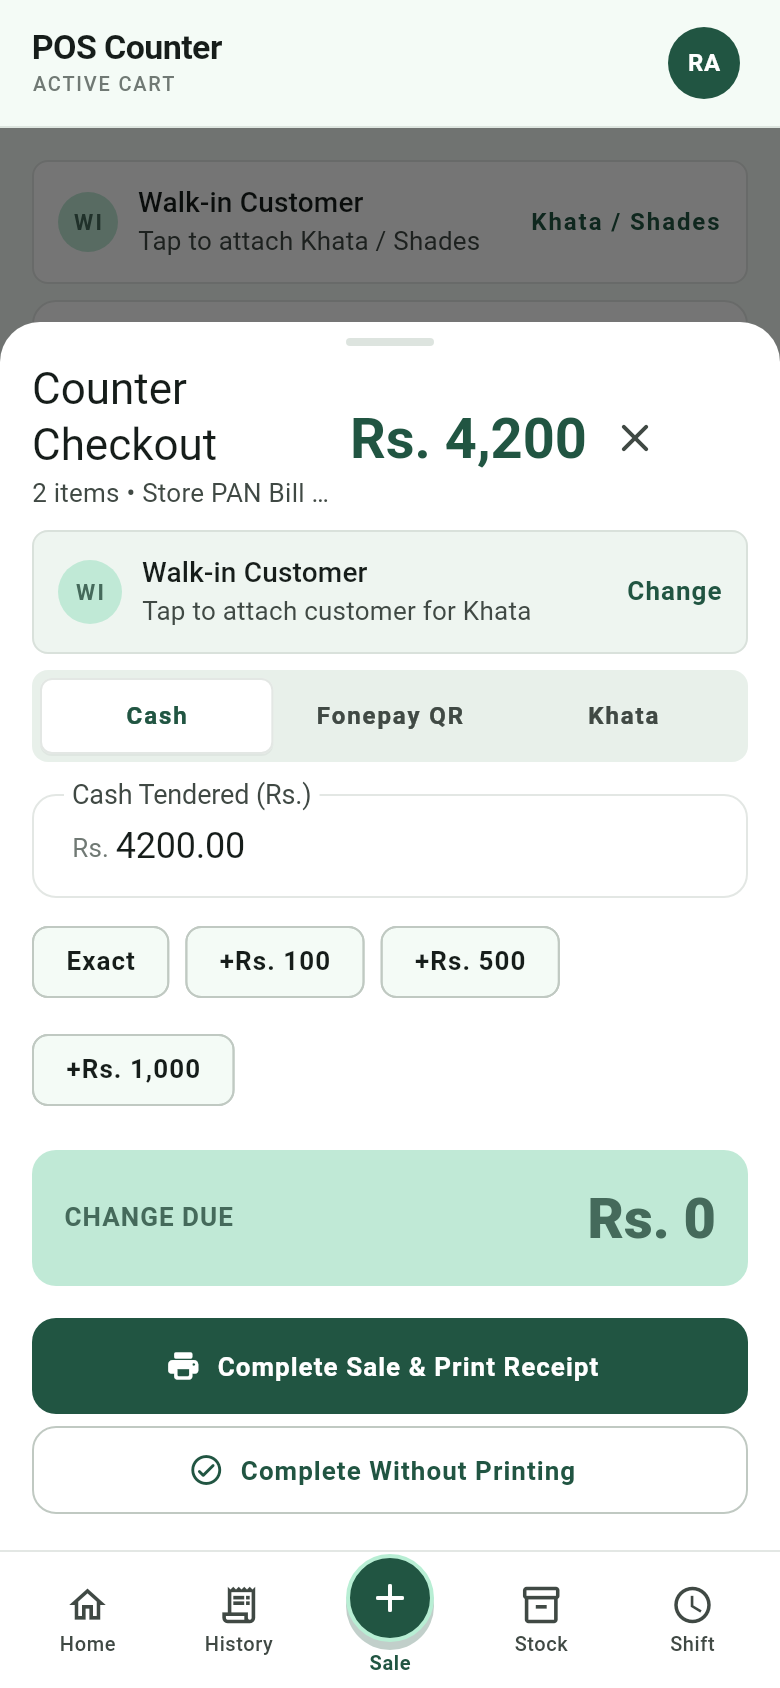 POS Counter
ACTIVE CART
RA
WI
Walk-in Customer
Tap to attach Khata / Shades
Khata / Shades
Counter
Checkout
Rs. 4,200
2 items • Store PAN Bill ...
WI
Walk-in Customer
Tap to attach customer for Khata
Change
Cash
Fonepay QR
Khata
Cash Tendered (Rs.)
Rs. 4200.00
Exact
+Rs. 100
+Rs. 500
+Rs. 1,000
CHANGE DUE
Rs. 0
Complete Sale & Print Receipt
Complete Without Printing
Home
History
Sale
Stock
Shift